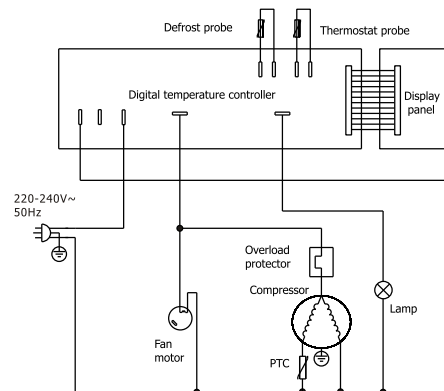 Defrost probe
Thermostat probe
Digital temperature controller
Display
panel
220-240V~
50Hz
Overload
protector
Compressor
Lamp
Fan
motor
PTC